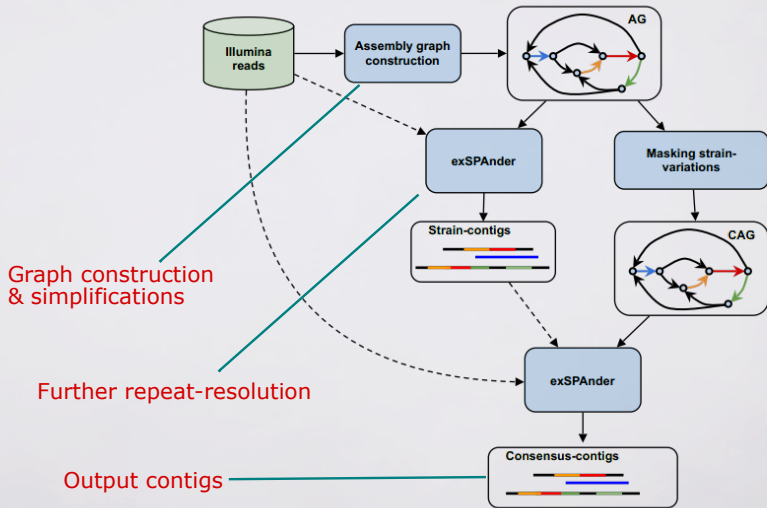 Illumina
reads
Assembly graph
construction
AG
exSPAnder
Masking strain-
variations
Strain-contigs
CAG
Graph construction
& simplifications
exSPAnder
Further repeat-resolution
Consensus-contigs
Output contigs